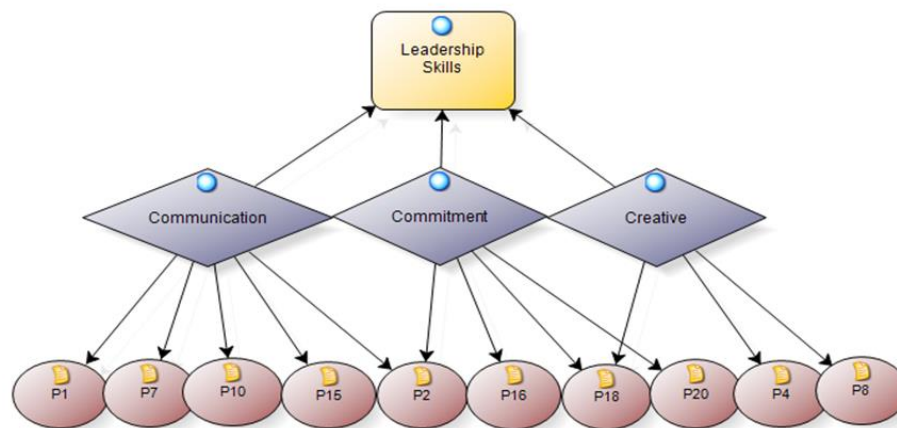 Leadership
Skills
Communication
Commitment
Creative
P1
P7
P10
P15
P2
P16
P18
P20
P4
P8